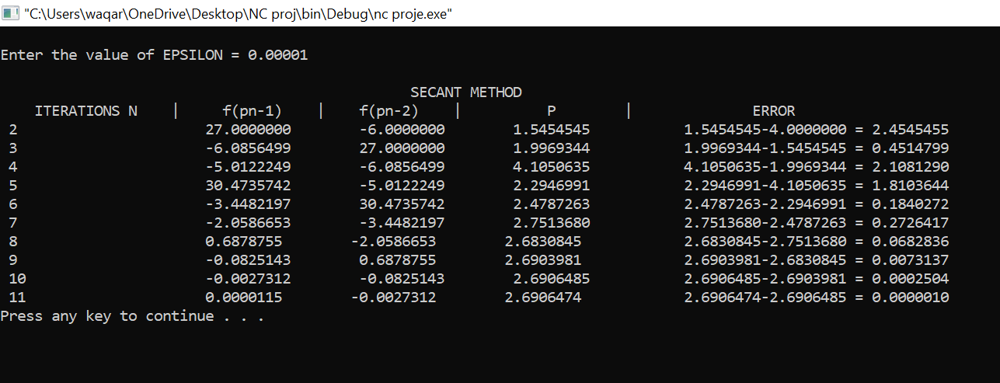 "C:\Users\waqar\OneDrive\Desktop\NC proj\bin\Debug\nc proje.exe"
Enter the value of EPSILON = 0.00001
SECANT METHOD
ITERATIONS N | f(pn-1) | f(pn-2) | P | ERROR
2 27.0000000 -6.0000000 1.5454545 1.5454545-4.0000000 = 2.4545455
3 -6.0856499 27.0000000 1.9969344 1.9969344-1.5454545 = 0.4514799
4 -5.0122249 -6.0856499 4.1050635 4.1050635-1.9969344 = 2.1081290
5 30.4735742 -5.0122249 2.2946991 2.2946991-4.1050635 = 1.8103644
6 -3.4482197 30.4735742 2.4787263 2.4787263-2.2946991 = 0.1840272
7 -2.0586653 -3.4482197 2.7513680 2.7513680-2.4787263 = 0.2726417
8 0.6878755 -2.0586653 2.6830845 2.6830845-2.7513680 = 0.0682836
9 -0.0825143 0.6878755 2.6903981 2.6903981-2.6830845 = 0.0073137
10 -0.0027312 -0.0825143 2.6906485 2.6906485-2.6903981 = 0.0002504
11 0.0000115 -0.0027312 2.6906474 2.6906474-2.6906485 = 0.0000010
Press any key to continue . . .